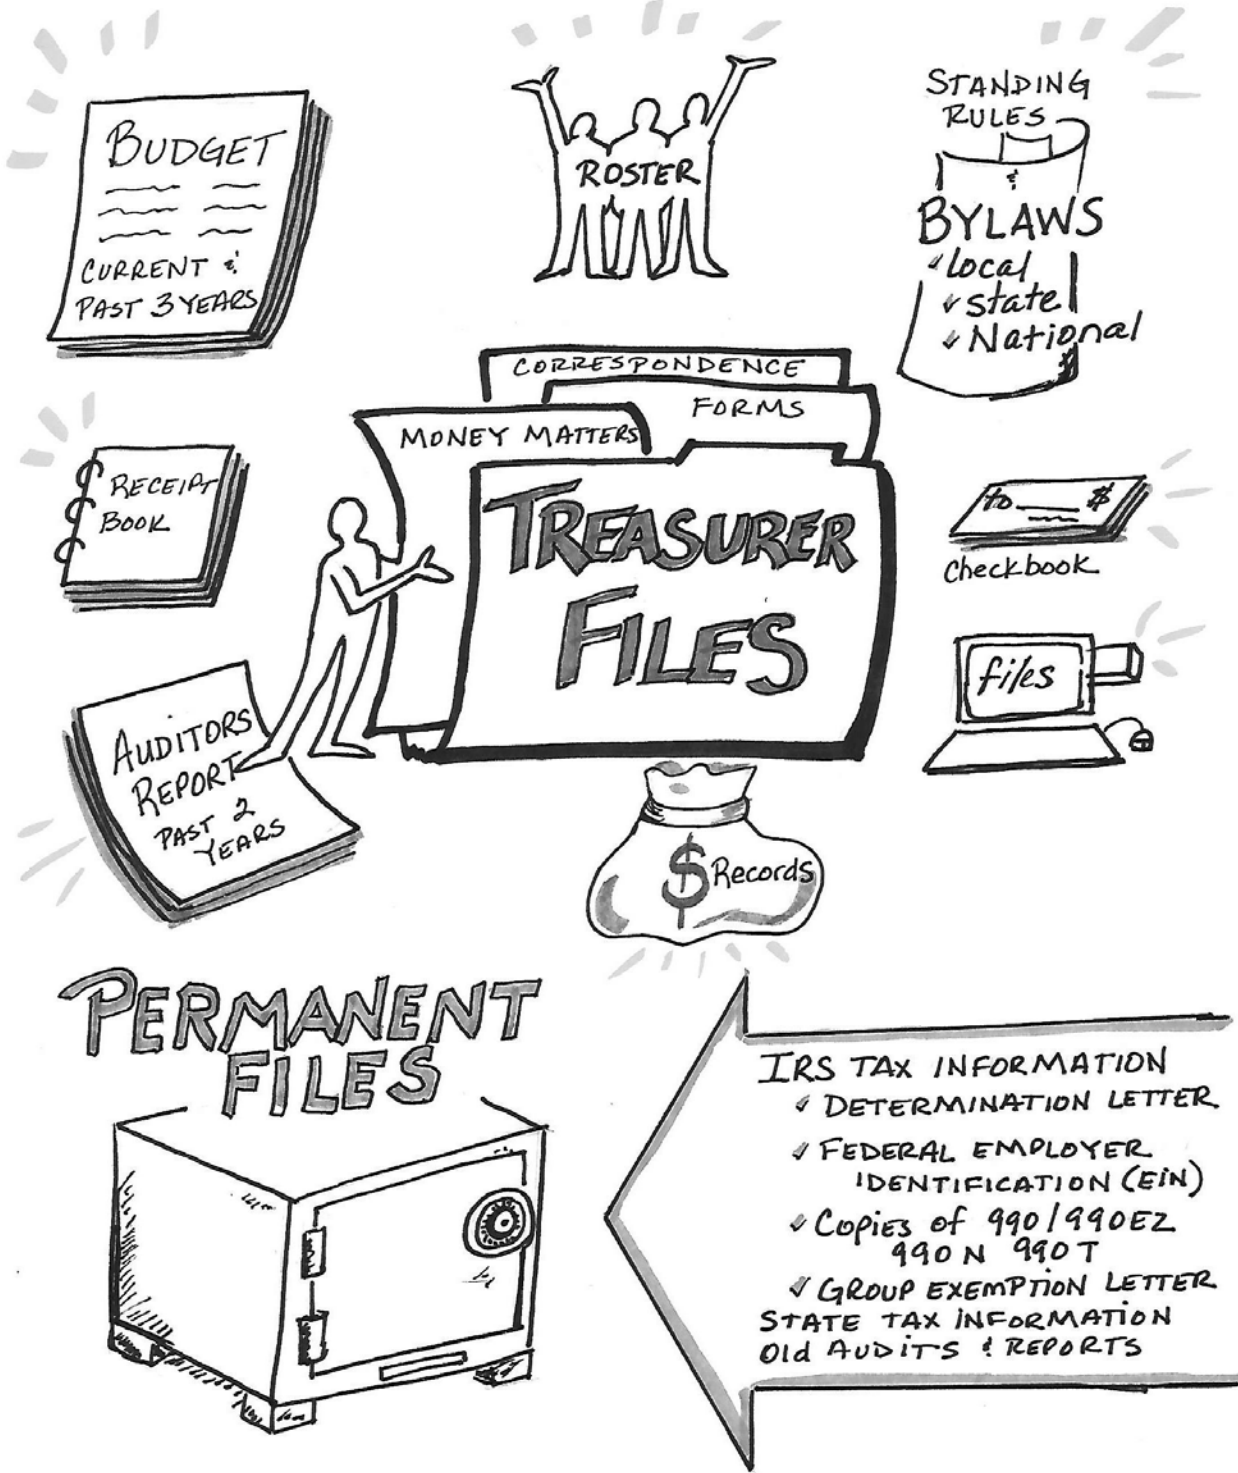 BUDGET
CURRENT &
PAST 3 YEARS
ROSTER
STANDING
RULES
&
BYLAWS
Local
State
National
CORRESPONDENCE
FORMS
MONEY MATTERS
TREASURER
FILES
RECEIPT
BOOK
to $
checkbook
files
AUDITORS
REPORT
PAST 2
YEARS
$ Records
PERMANENT
FILES
IRS TAX INFORMATION
DETERMINATION LETTER
FEDERAL EMPLOYER
IDENTIFICATION (EIN)
Copies of 990/990EZ
990N 990T
GROUP EXEMPTION LETTER
STATE TAX INFORMATION
Old AUDITS & REPORTS